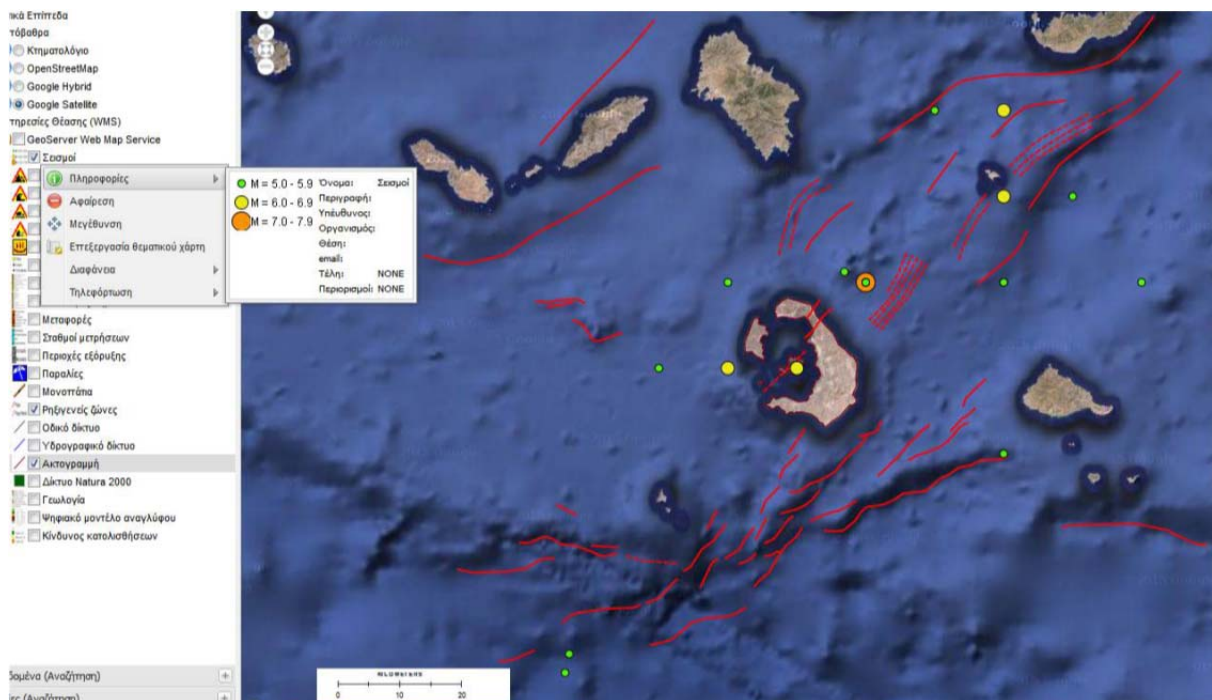 ικά Επίπεδα
τόβαθρα
Κτηματολόγιο
OpenStreetMap
Google Hybrid
Google Satellite
πηρεσίες Θέασης (WMS)
GeoServer Web Map Service
Σεισμοί
Πληροφορίες
Αφαίρεση
Μεγέθυνση
Επεξεργασία θεματικού χάρτη
Διαφάνεια
Τηλεφόρτωση
M = 5.0 - 5.9
M = 6.0 - 6.9
M = 7.0 - 7.9
Όνομα: Σεισμοί
Περιγραφή:
Υπεύθυνος:
Οργανισμός:
Θέση:
email:
Τέλη: NONE
Περιορισμοί: NONE
Μεταφορές
Σταθμοί μετρήσεων
Περιοχές εξόρυξης
Παραλίες
Μονοπάτια
Ρηξιγενείς ζώνες
Οδικό δίκτυο
Υδρογραφικό δίκτυο
Ακτογραμμή
Δίκτυο Natura 2000
Γεωλογία
Ψηφιακό μοντέλο αναγλύφου
Κίνδυνος κατολισθήσεων
δομένα (Αναζήτηση)
ες (Αναζήτηση)
KILOMETERS
0 10 20